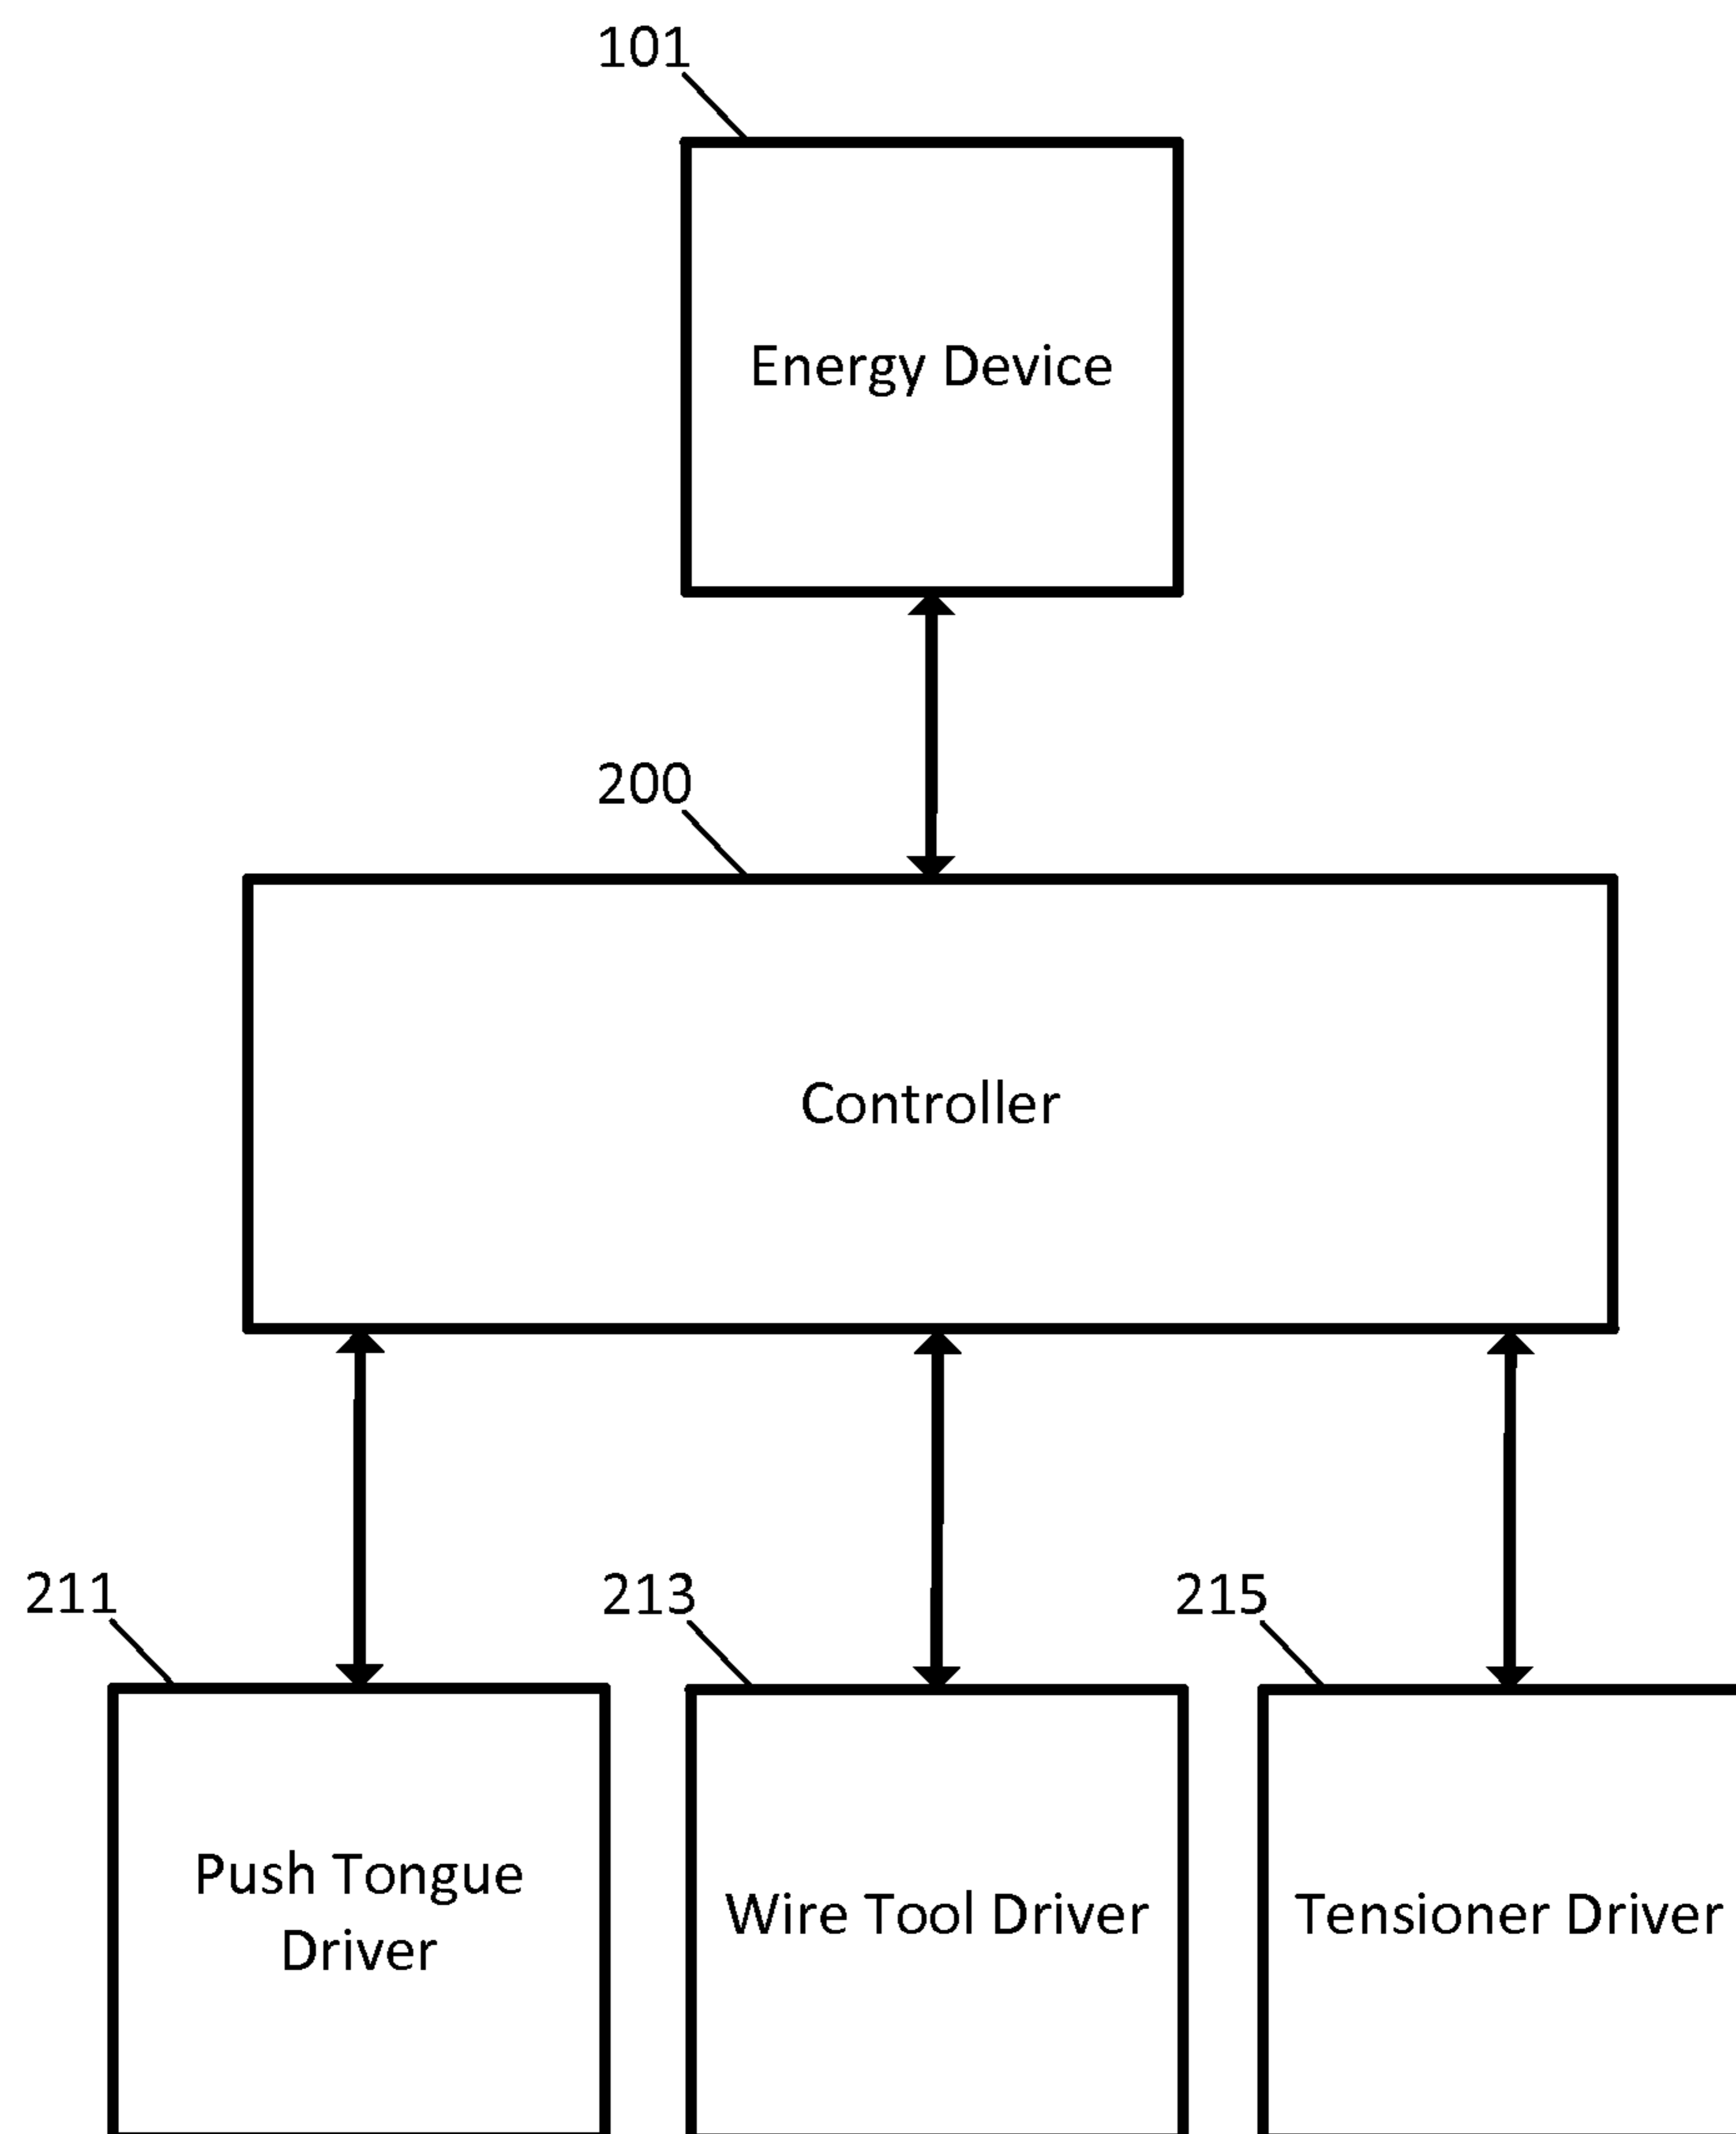 101
Energy Device
200
Controller
211
213
215
Push Tongue
Driver
Wire Tool Driver
Tensioner Driver